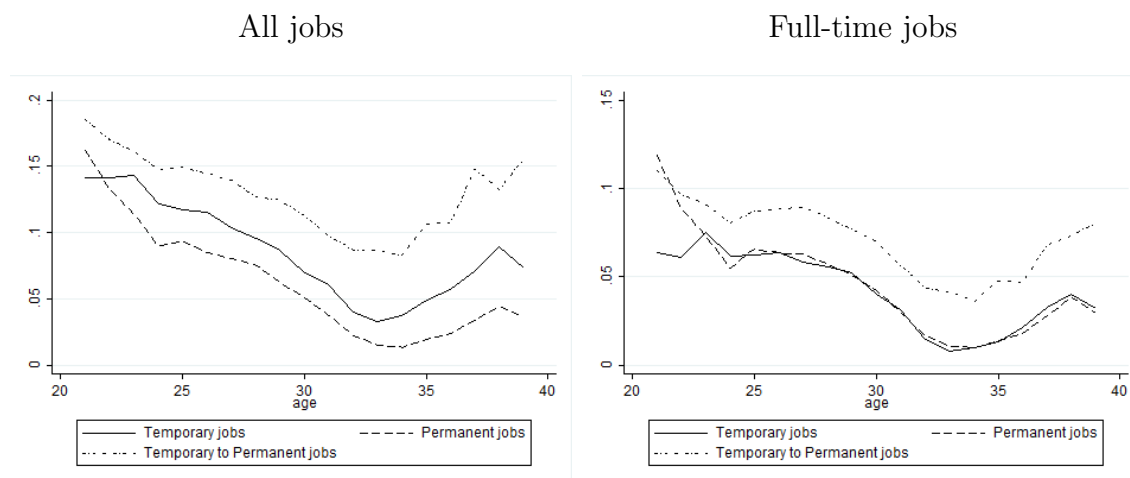 All jobs
Full-time jobs
.2
.15
.1
.05
0
20 25 30 35 40
age
Temporary jobs Permanent jobs
Temporary to Permanent jobs
.15
.1
.05
0
20 25 30 35 40
age
Temporary jobs Permanent jobs
Temporary to Permanent jobs